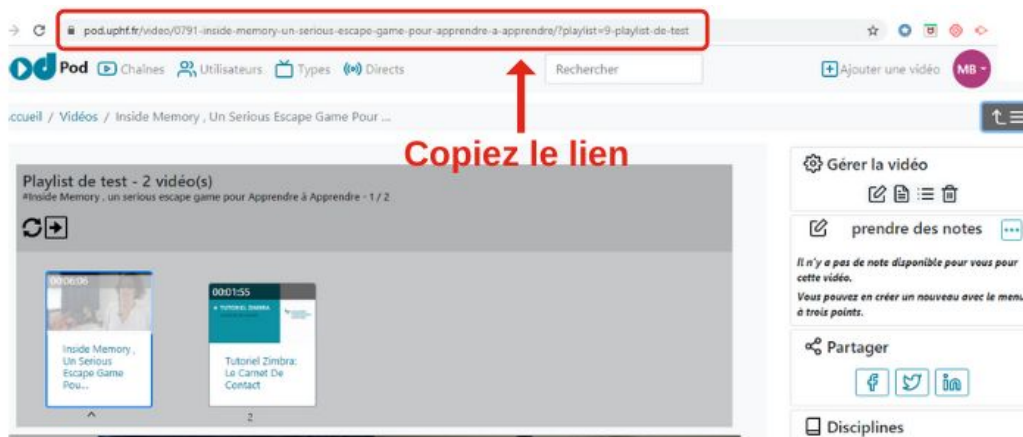 pod.uphf.fr/video/0791-inside-memory-un-serious-escape-game-pour-apprendre-a-apprendre/?playlist=9-playlist-de-test
Pod Chaînes Utilisateurs Types Directs Rechercher Ajouter une vidéo MB
ccueil / Vidéos / Inside Memory , Un Serious Escape Game Pour ...
Copiez le lien
Playlist de test - 2 vidéo(s)
#Inside Memory , un serious escape game pour Apprendre à Apprendre - 1 / 2
00:06:06
Inside Memory ,
Un Serious
Escape Game
Pou...
00:01:55
TUTORIEL ZIMBRA
Tutoriel Zimbra:
Le Carnet De
Contact
2
Gérer la vidéo
prendre des notes
Il n'y a pas de note disponible pour vous pour
cette vidéo.
Vous pouvez en créer un nouveau avec le menu
à trois points.
Partager
Disciplines